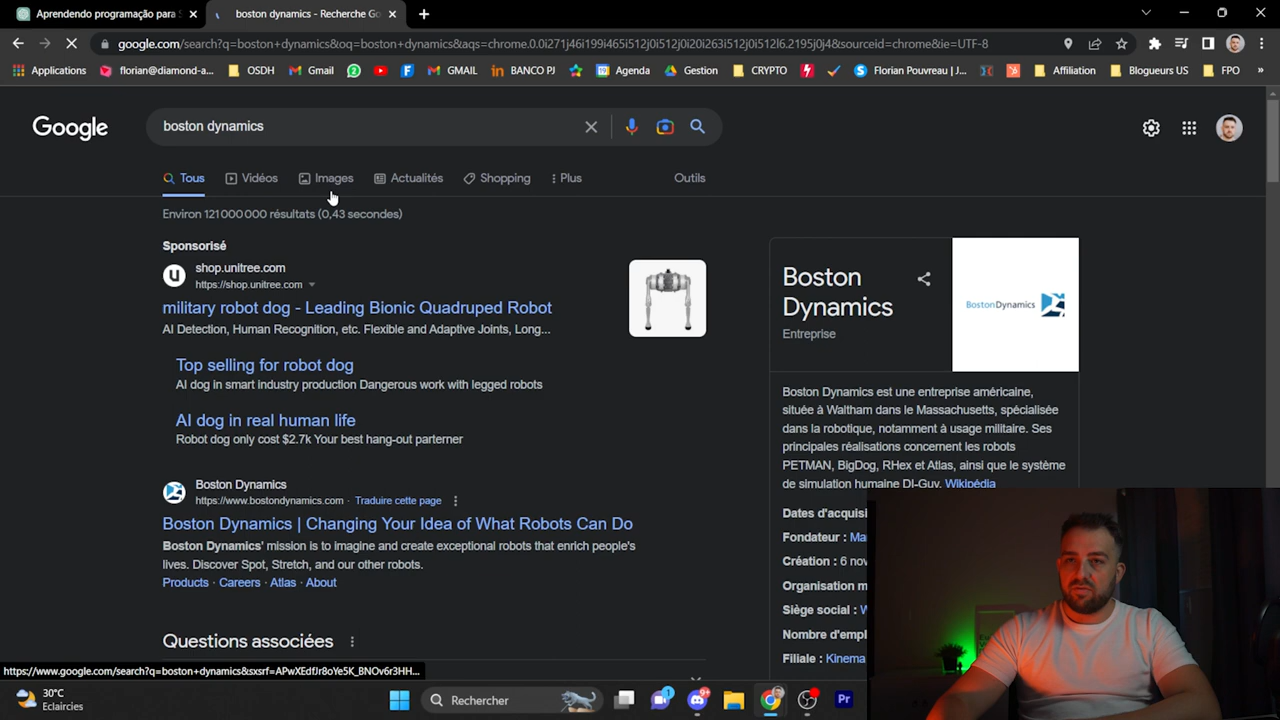 Aprendendo programação para
boston dynamics - Recherche Go
google.com/search?q=boston+dynamics&oq=boston+dynamics&aqs=chrome.0.0i271j46i199i465i512j0i512j0i20i263i512j0i512l6.2195j0j4&sourceid=chrome&ie=UTF-8
Applications
florian@diamond-a...
OSDH
Gmail
GMAIL
BANCO PJ
Agenda
Gestion
CRYPTO
Florian Pouvreau | J...
Affiliation
Blogueurs US
FPO
»
Google
boston dynamics
Tous
Vidéos
Images
Actualités
Shopping
Plus
Outils
Environ 121 000 000 résultats (0,43 secondes)
Sponsorisé
shop.unitree.com
https://shop.unitree.com
military robot dog - Leading Bionic Quadruped Robot
AI Detection, Human Recognition, etc. Flexible and Adaptive Joints, Long...
Top selling for robot dog
AI dog in smart industry production Dangerous work with legged robots
AI dog in real human life
Robot dog only cost $2.7k Your best hang-out parterner
Boston Dynamics
https://www.bostondynamics.com · Traduire cette page
Boston Dynamics | Changing Your Idea of What Robots Can Do
Boston Dynamics' mission is to imagine and create exceptional robots that enrich people's
lives. Discover Spot, Stretch, and our other robots.
Products · Careers · Atlas · About
Questions associées
Boston
Dynamics
Entreprise
BostonDynamics
Boston Dynamics est une entreprise américaine,
située à Waltham dans le Massachusetts, spécialisée
dans la robotique, notamment à usage militaire. Ses
principales réalisations concernent les robots
PETMAN, BigDog, RHex et Atlas, ainsi que le système
de simulation humaine DI-Guy. Wikipédia
Dates d'acquisi
Fondateur : Ma
Création : 6 nov
Organisation m
Siège social : W
Nombre d'empl
Filiale : Kinema
https://www.google.com/search?q=boston+dynamics&sxsrf=APwXEdfJr8oYe5K_BNOv6r3HH...
30°C
Eclaircies
Rechercher
1
Pr